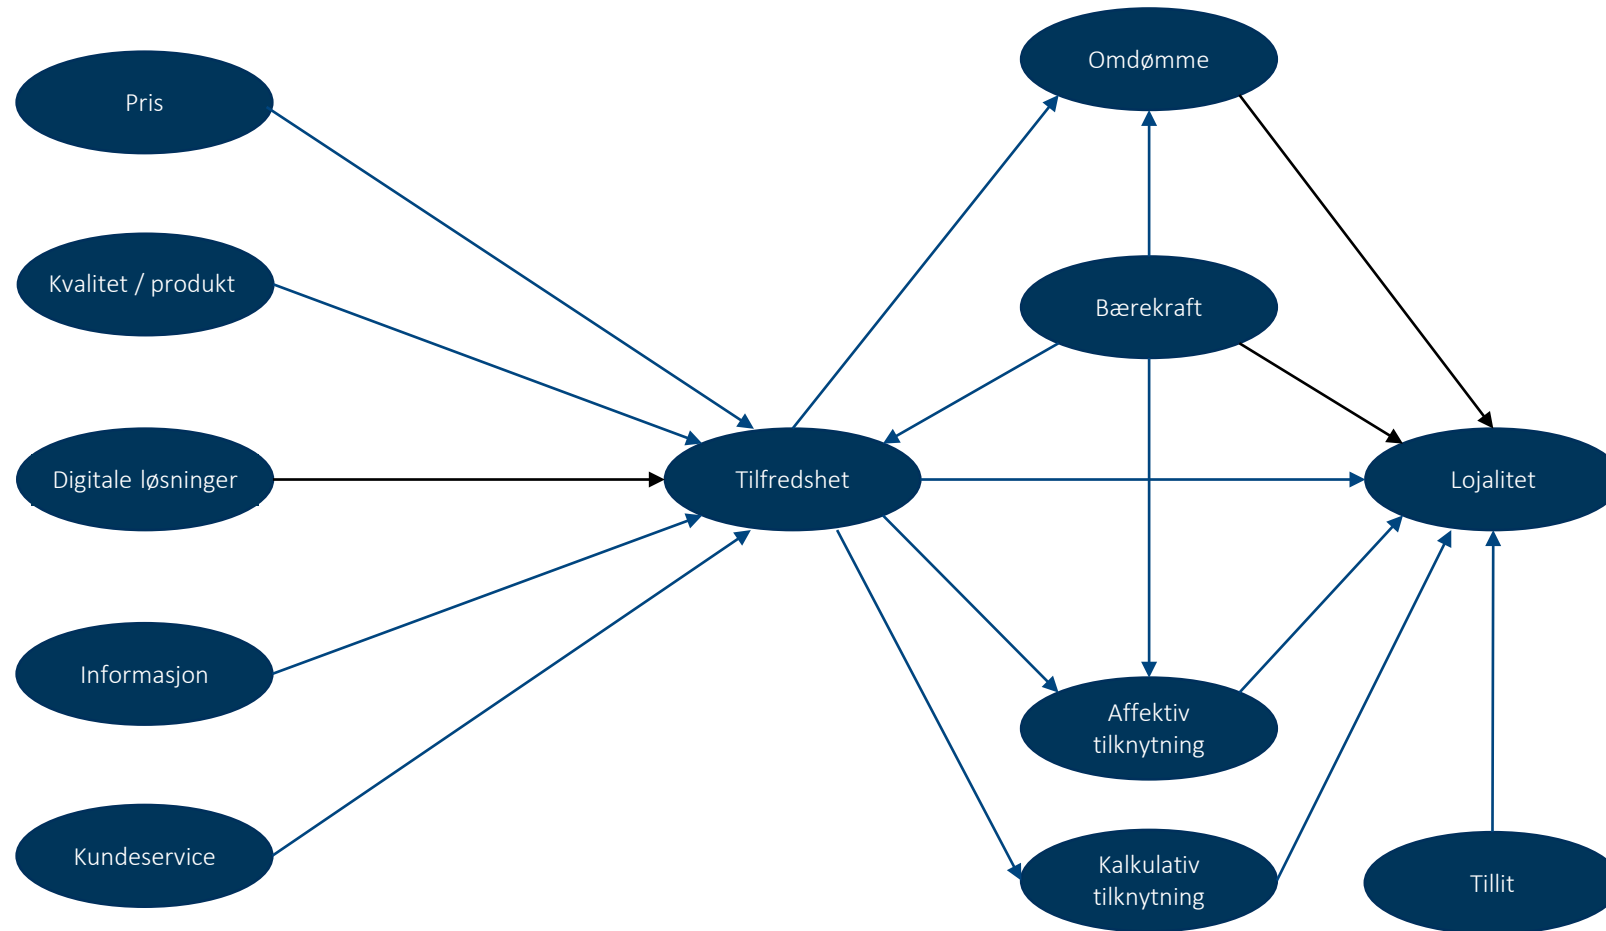 Omdømme
Pris
Kvalitet / produkt
Bærekraft
Digitale løsninger
Tilfredshet
Lojalitet
Informasjon
Affektiv
tilknytning
Kundeservice
Kalkulativ
tilknytning
Tillit